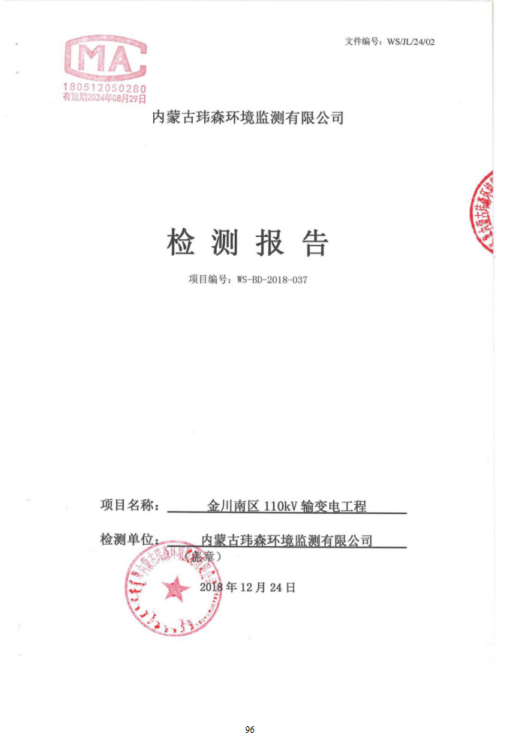 文件编号：WS/JL/24/02
MA
180512050280
有效期2024年08月29日
内蒙古玮森环境监测有限公司
检测报告
项目编号：WS-BD-2018-037
项目名称：金川南区 110kV 输变电工程
检测单位：内蒙古玮森环境监测有限公司
（盖章）
2018 年 12 月 24 日
96